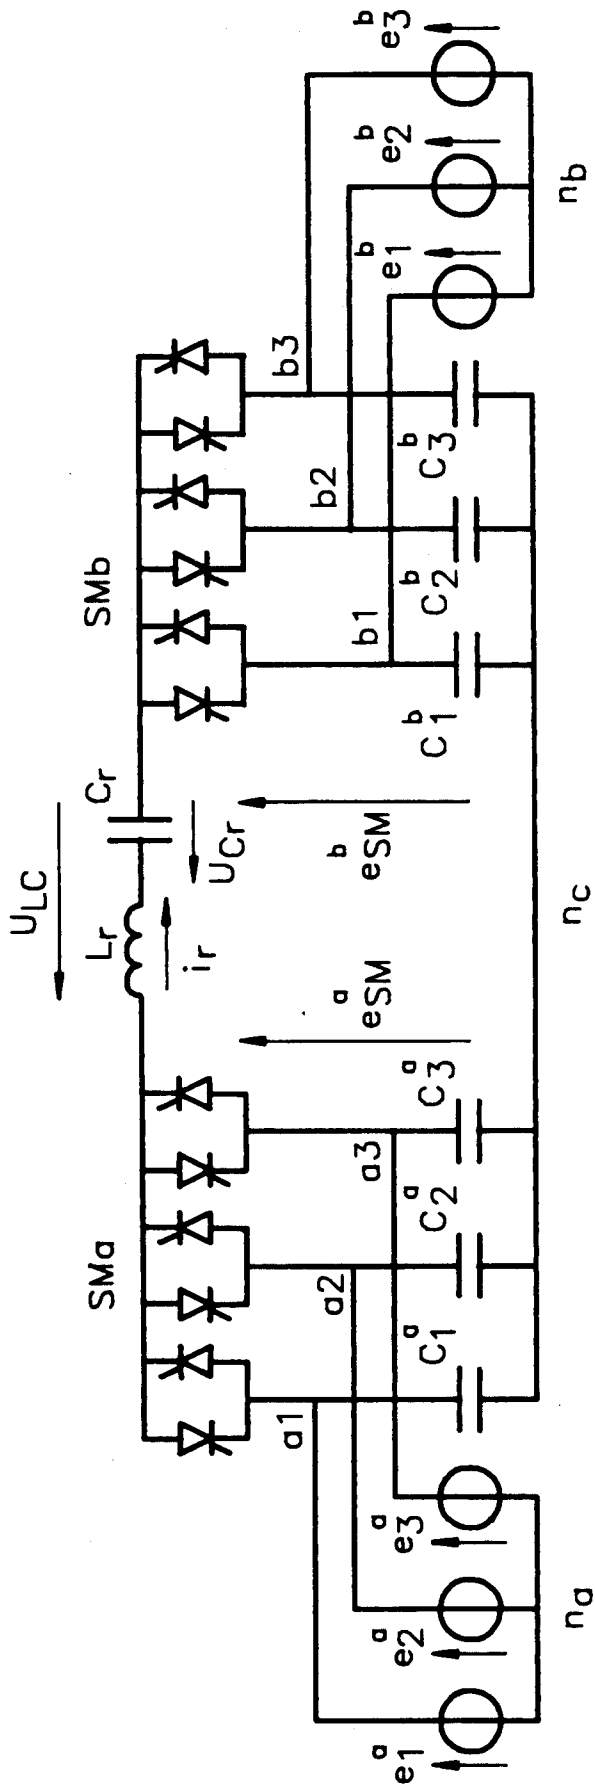 U_LC
SMa
L_r
C_r
SMb
i_r
U_Cr
a1
a2
a3
b1
b2
b3
e^a_SM
e^b_SM
e^a_1
e^a_2
e^a_3
C^a_1
C^a_2
C^a_3
C^b_1
C^b_2
C^b_3
e^b_1
e^b_2
e^b_3
n_a
n_c
n_b